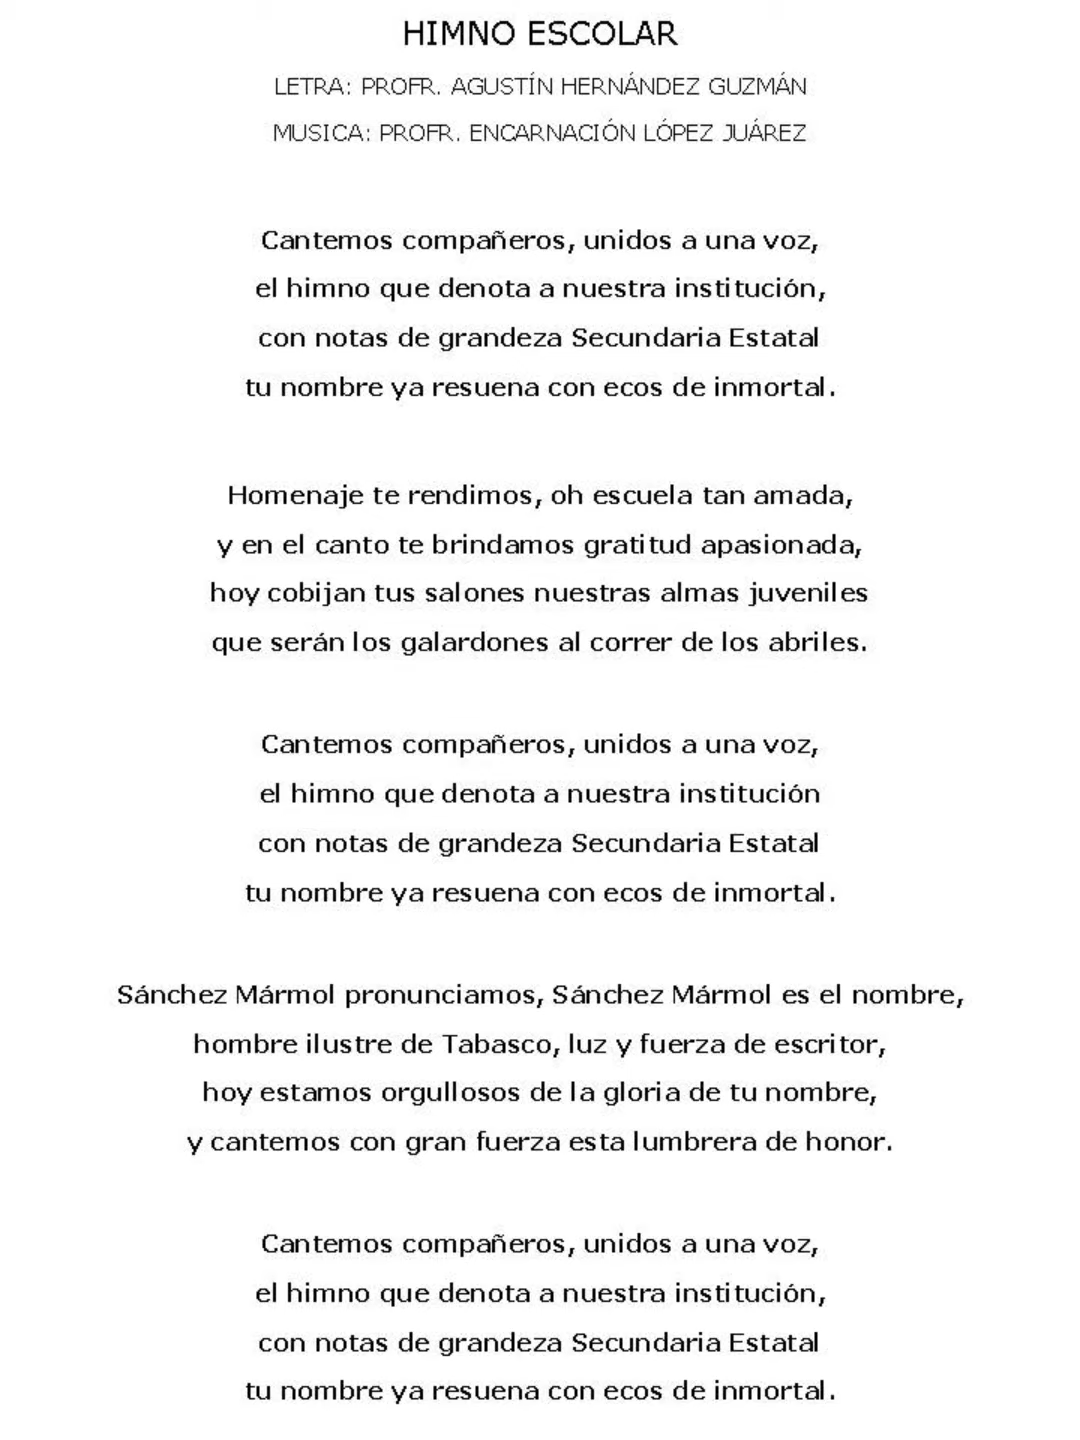 HIMNO ESCOLAR
LETRA: PROFR. AGUSTÍN HERNÁNDEZ GUZMÁN
MUSICA: PROFR. ENCARNACIÓN LÓPEZ JUÁREZ
Cantemos compañeros, unidos a una voz,
el himno que denota a nuestra institución,
con notas de grandeza Secundaria Estatal
tu nombre ya resuena con ecos de inmortal.
Homenaje te rendimos, oh escuela tan amada,
y en el canto te brindamos gratitud apasionada,
hoy cobijan tus salones nuestras almas juveniles
que serán los galardones al correr de los abriles.
Cantemos compañeros, unidos a una voz,
el himno que denota a nuestra institución
con notas de grandeza Secundaria Estatal
tu nombre ya resuena con ecos de inmortal.
Sánchez Mármol pronunciamos, Sánchez Mármol es el nombre,
hombre ilustre de Tabasco, luz y fuerza de escritor,
hoy estamos orgullosos de la gloria de tu nombre,
y cantemos con gran fuerza esta lumbrera de honor.
Cantemos compañeros, unidos a una voz,
el himno que denota a nuestra institución,
con notas de grandeza Secundaria Estatal
tu nombre ya resuena con ecos de inmortal.